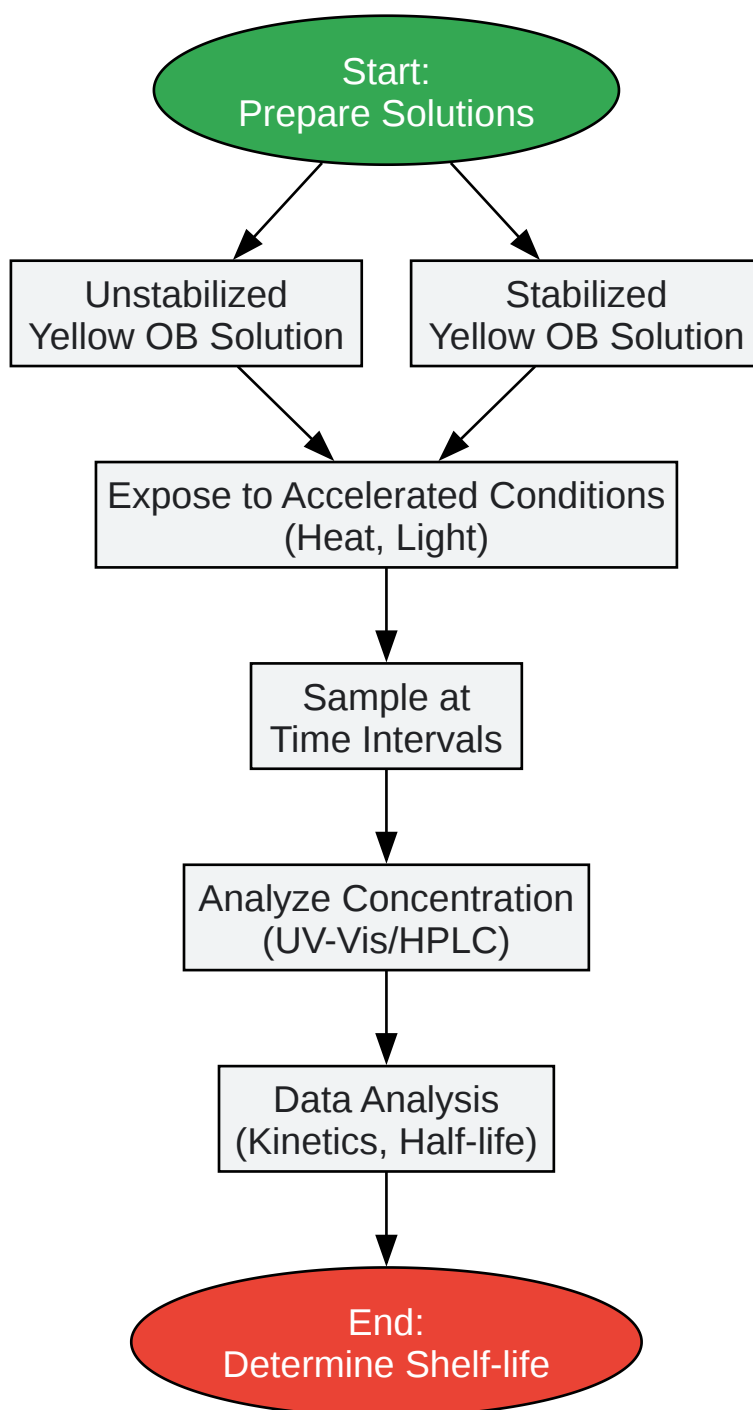 Start:
Prepare Solutions
Unstabilized
Yellow OB Solution
Stabilized
Yellow OB Solution
Expose to Accelerated Conditions
(Heat, Light)
Sample at
Time Intervals
Analyze Concentration
(UV-Vis/HPLC)
Data Analysis
(Kinetics, Half-life)
End:
Determine Shelf-life